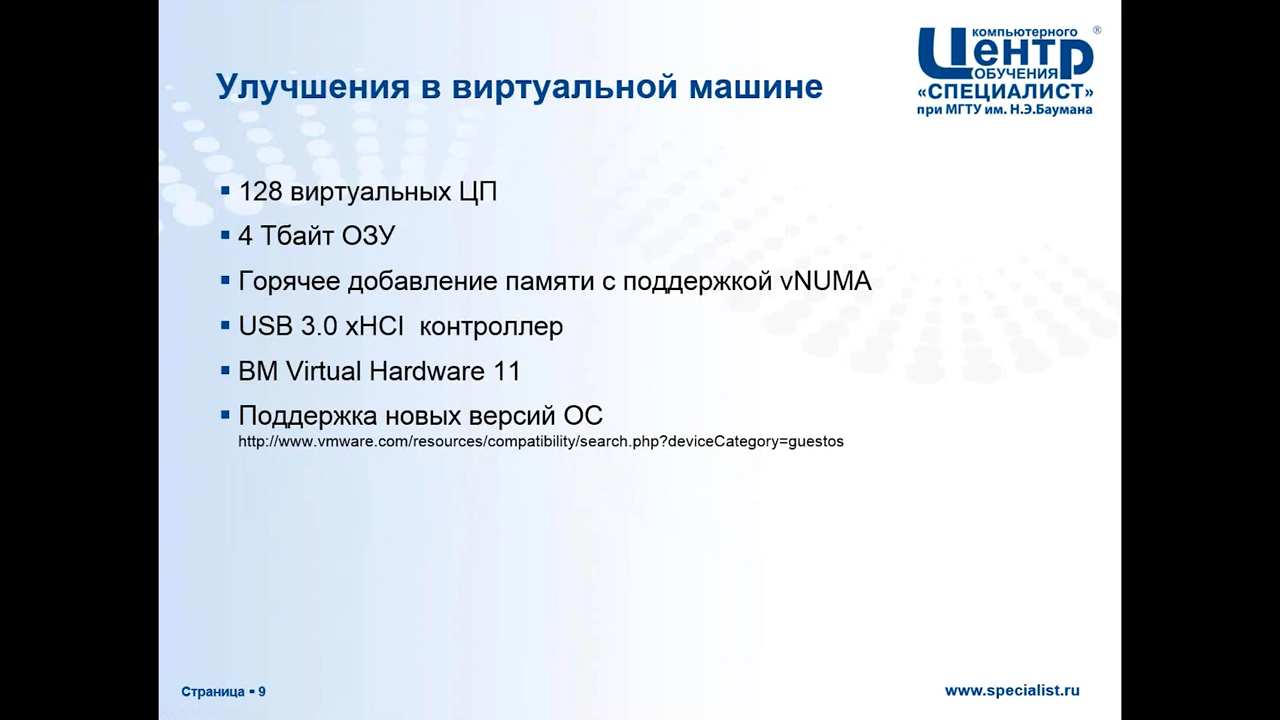 компьютерного
Центр ®
ОБУЧЕНИЯ
«СПЕЦИАЛИСТ»
при МГТУ им. Н.Э.Баумана
Улучшения в виртуальной машине
▪ 128 виртуальных ЦП
▪ 4 Тбайт ОЗУ
▪ Горячее добавление памяти с поддержкой vNUMA
▪ USB 3.0 xHCI контроллер
▪ ВМ Virtual Hardware 11
▪ Поддержка новых версий ОС
http://www.vmware.com/resources/compatibility/search.php?deviceCategory=guestos
Страница ▪ 9
www.specialist.ru